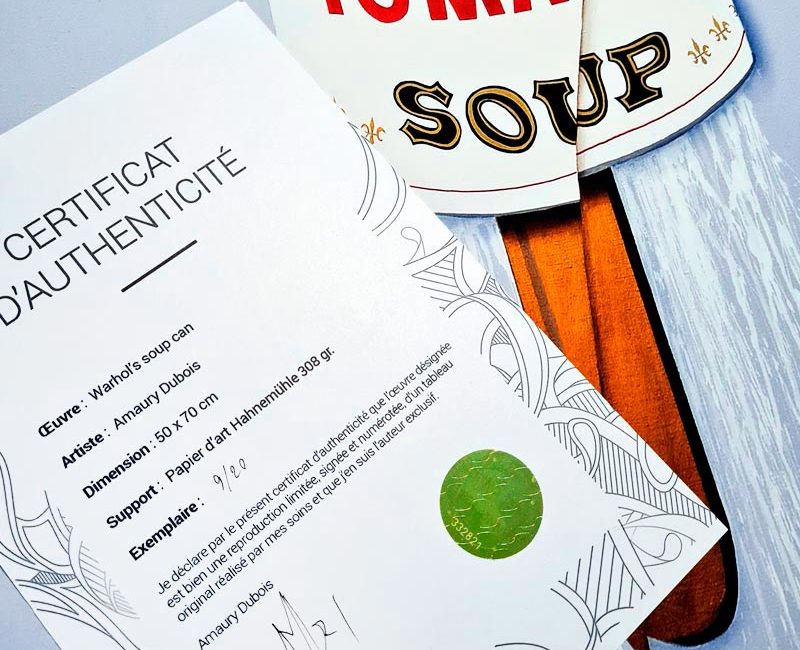 TOMA
SOUP
CERTIFICAT
D'AUTHENTICITÉ
Œuvre : Warhol's soup can
Artiste : Amaury Dubois
Dimension : 50 x 70 cm
Support : Papier d'art Hahnemühle 308 gr.
Exemplaire : 9/20
Je déclare par le présent certificat d'authenticité que l'œuvre désignée
est bien une reproduction limitée, signée et numérotée, d'un tableau
original réalisé par mes soins et que j'en suis l'auteur exclusif.
Amaury Dubois
332821